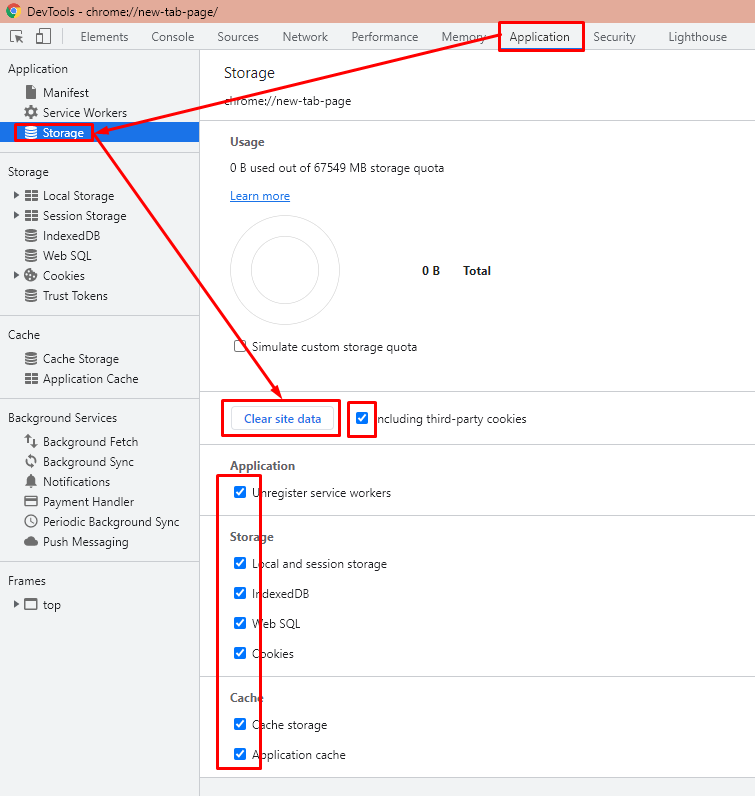 DevTools - chrome://new-tab-page/
Elements Console Sources Network Performance Memory Application Security Lighthouse
Application
Manifest
Service Workers
Storage
Storage
Local Storage
Session Storage
IndexedDB
Web SQL
Cookies
Trust Tokens
Cache
Cache Storage
Application Cache
Background Services
Background Fetch
Background Sync
Notifications
Payment Handler
Periodic Background Sync
Push Messaging
Frames
top
Storage
chrome://new-tab-page
Usage
0 B used out of 67549 MB storage quota
Learn more
0 B Total
Simulate custom storage quota
Clear site data including third-party cookies
Application
Unregister service workers
Storage
Local and session storage
IndexedDB
Web SQL
Cookies
Cache
Cache storage
Application cache